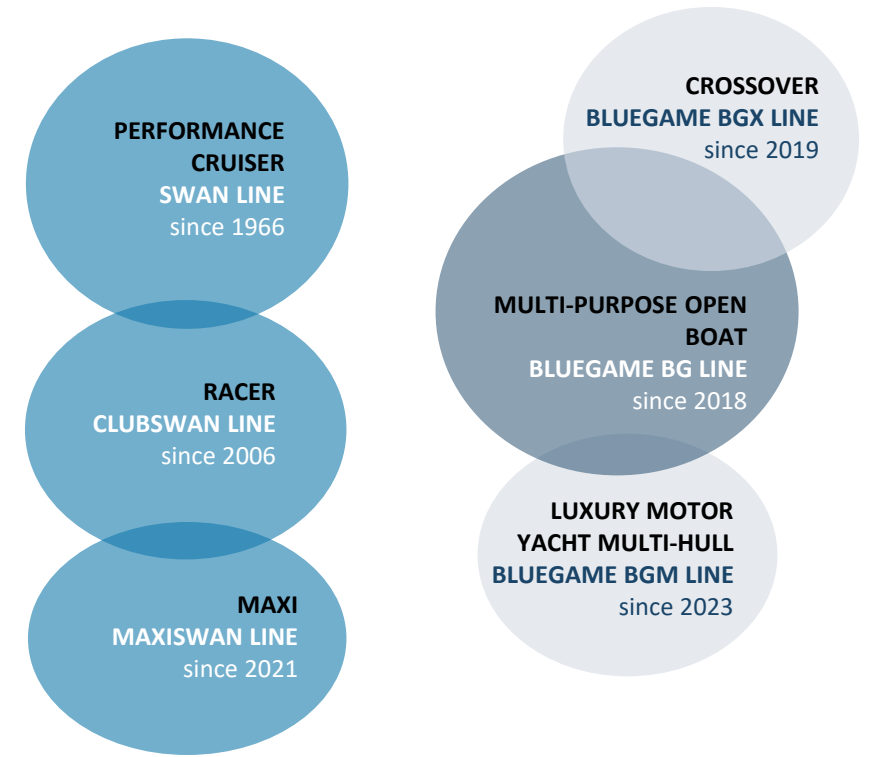 PERFORMANCE
CRUISER
SWAN LINE
since 1966
RACER
CLUBSWAN LINE
since 2006
MAXI
MAXISWAN LINE
since 2021
CROSSOVER
BLUEGAME BGX LINE
since 2019
MULTI-PURPOSE OPEN
BOAT
BLUEGAME BG LINE
since 2018
LUXURY MOTOR
YACHT MULTI-HULL
BLUEGAME BGM LINE
since 2023